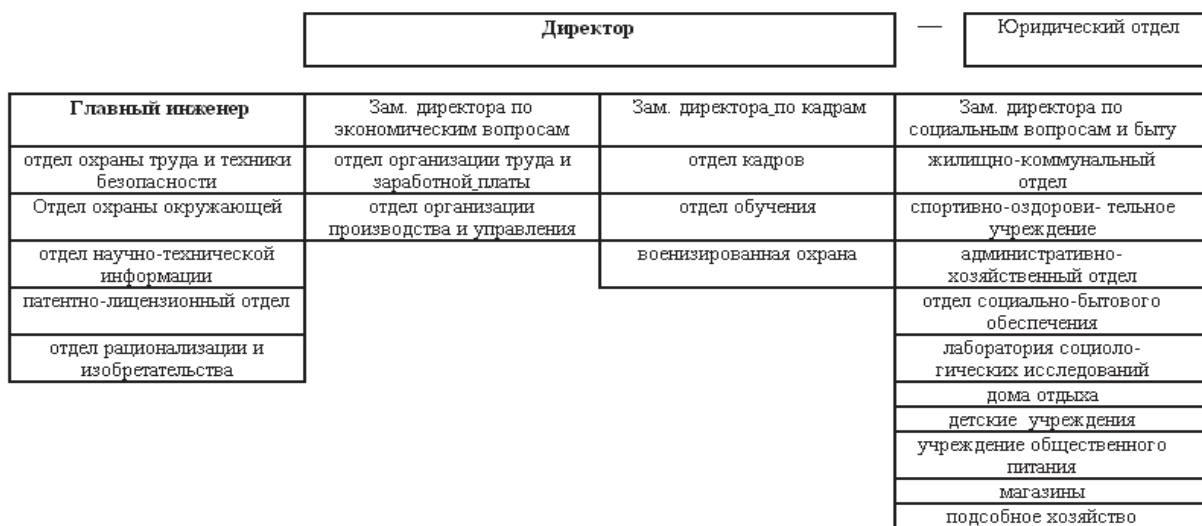 Директор
—
Юридический отдел
Главный инженер
Зам. директора по
экономическим вопросам
Зам. директора по кадрам
Зам. директора по
социальным вопросам и быту
отдел охраны труда и техники
безопасности
отдел организации труда и
заработной платы
отдел кадров
жилищно-коммунальный
отдел
Отдел охраны окружающей
отдел организации
производства и управления
отдел обучения
спортивно-оздорови- тельное
учреждение
отдел научно-технической
информации
военизированная охрана
административно-
хозяйственный отдел
патентно-лицензионный отдел
отдел социально-бытового
обеспечения
отдел рационализации и
изобретательства
лаборатория социоло-
гических исследований
дома отдыха
детские учреждения
учреждение общественного
питания
магазины
подсобное хозяйство